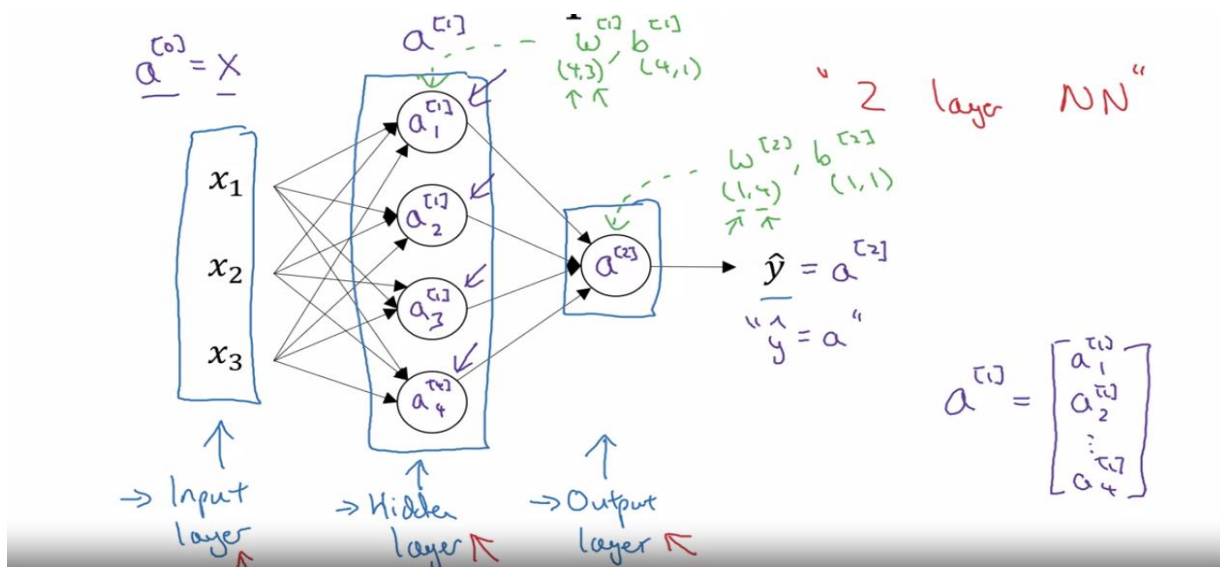 a^[0] = X
a^[1]
w^[1], b^[1]
(4,3) (4,1)
"2 layer NN"
x₁
x₂
x₃
a₁^[1]
a₂^[1]
a₃^[1]
a₄^[4]
w^[2], b^[2]
(1,4) (1,1)
a^[2]
ŷ = a^[2]
"ŷ = a"
a^[1] = [a₁^[1]
a₂^[1]
⋮
a₄^[1]]
→ Input
layer
→ Hidden
layer
→ Output
layer